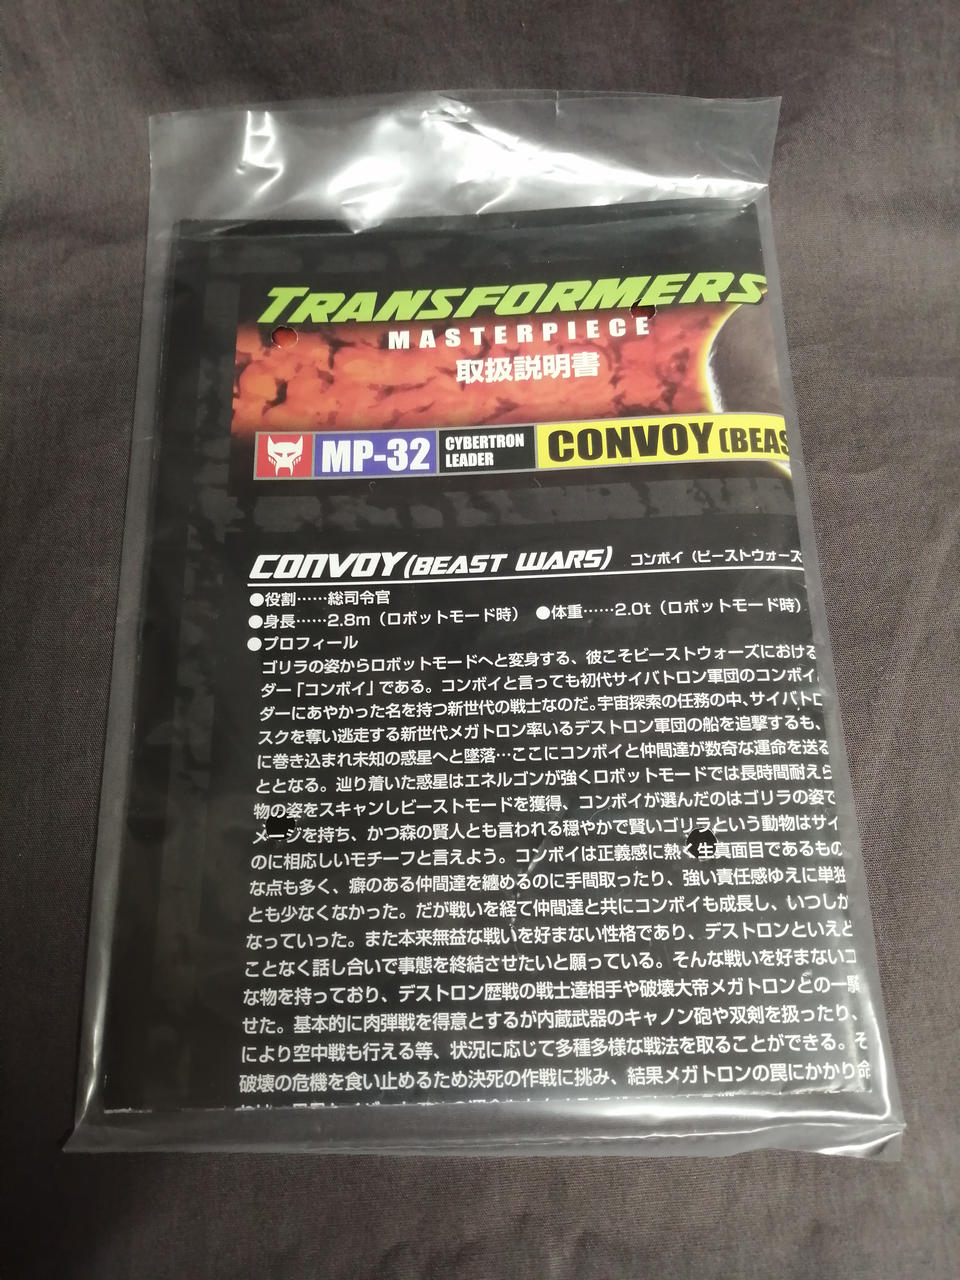 TRANSFORMERS
MASTERPIECE
取扱説明書
MP-32
CYBERTRON
LEADER
CONVOY (BEAS
CONVOY (BEAST WARS) コンボイ（ビーストウォーズ
●役割……総司令官
●身長……2.8m（ロボットモード時） ●体重……2.0t（ロボットモード時）
●プロフィール
ゴリラの姿からロボットモードへと変身する、彼こそビーストウォーズにおける
ダー「コンボイ」である。コンボイと言っても初代サイバトロン軍団のコンボイ
ダーにあやかった名を持つ新世代の戦士なのだ。宇宙探索の任務の中、サイバトロ
スクを奪い逃走する新世代メガトロン率いるデストロン軍団の船を追撃するも、
に巻き込まれ未知の惑星へと墜落…ここにコンボイと仲間達が数奇な運命を送る
ととなる。辿り着いた惑星はエネルゴンが強くロボットモードでは長時間耐えら
物の姿をスキャンしビーストモードを獲得、コンボイが選んだのはゴリラの姿で
メージを持ち、かつ森の賢人とも言われる穏やかで賢いゴリラという動物はサイ
のに相応しいモチーフと言えよう。コンボイは正義感に熱く生真面目であるもの
な点も多く、癖のある仲間達を纏めるのに手間取ったり、強い責任感ゆえに単独
とも少なくなかった。だが戦いを経て仲間達と共にコンボイも成長し、いつしか
なっていった。また本来無益な戦いを好まない性格であり、デストロンといえど
ことなく話し合いで事態を終結させたいと願っている。そんな戦いを好まないコ
な物を持っており、デストロン歴戦の戦士達相手や破壊大帝メガトロンとの一騎
せた。基本的に肉弾戦を得意とするが内蔵武器のキャノン砲や双剣を扱ったり、
により空中戦も行える等、状況に応じて多種多様な戦法を取ることができる。そ
破壊の危機を食い止めるため決死の作戦に挑み、結果メガトロンの罠にかかり命